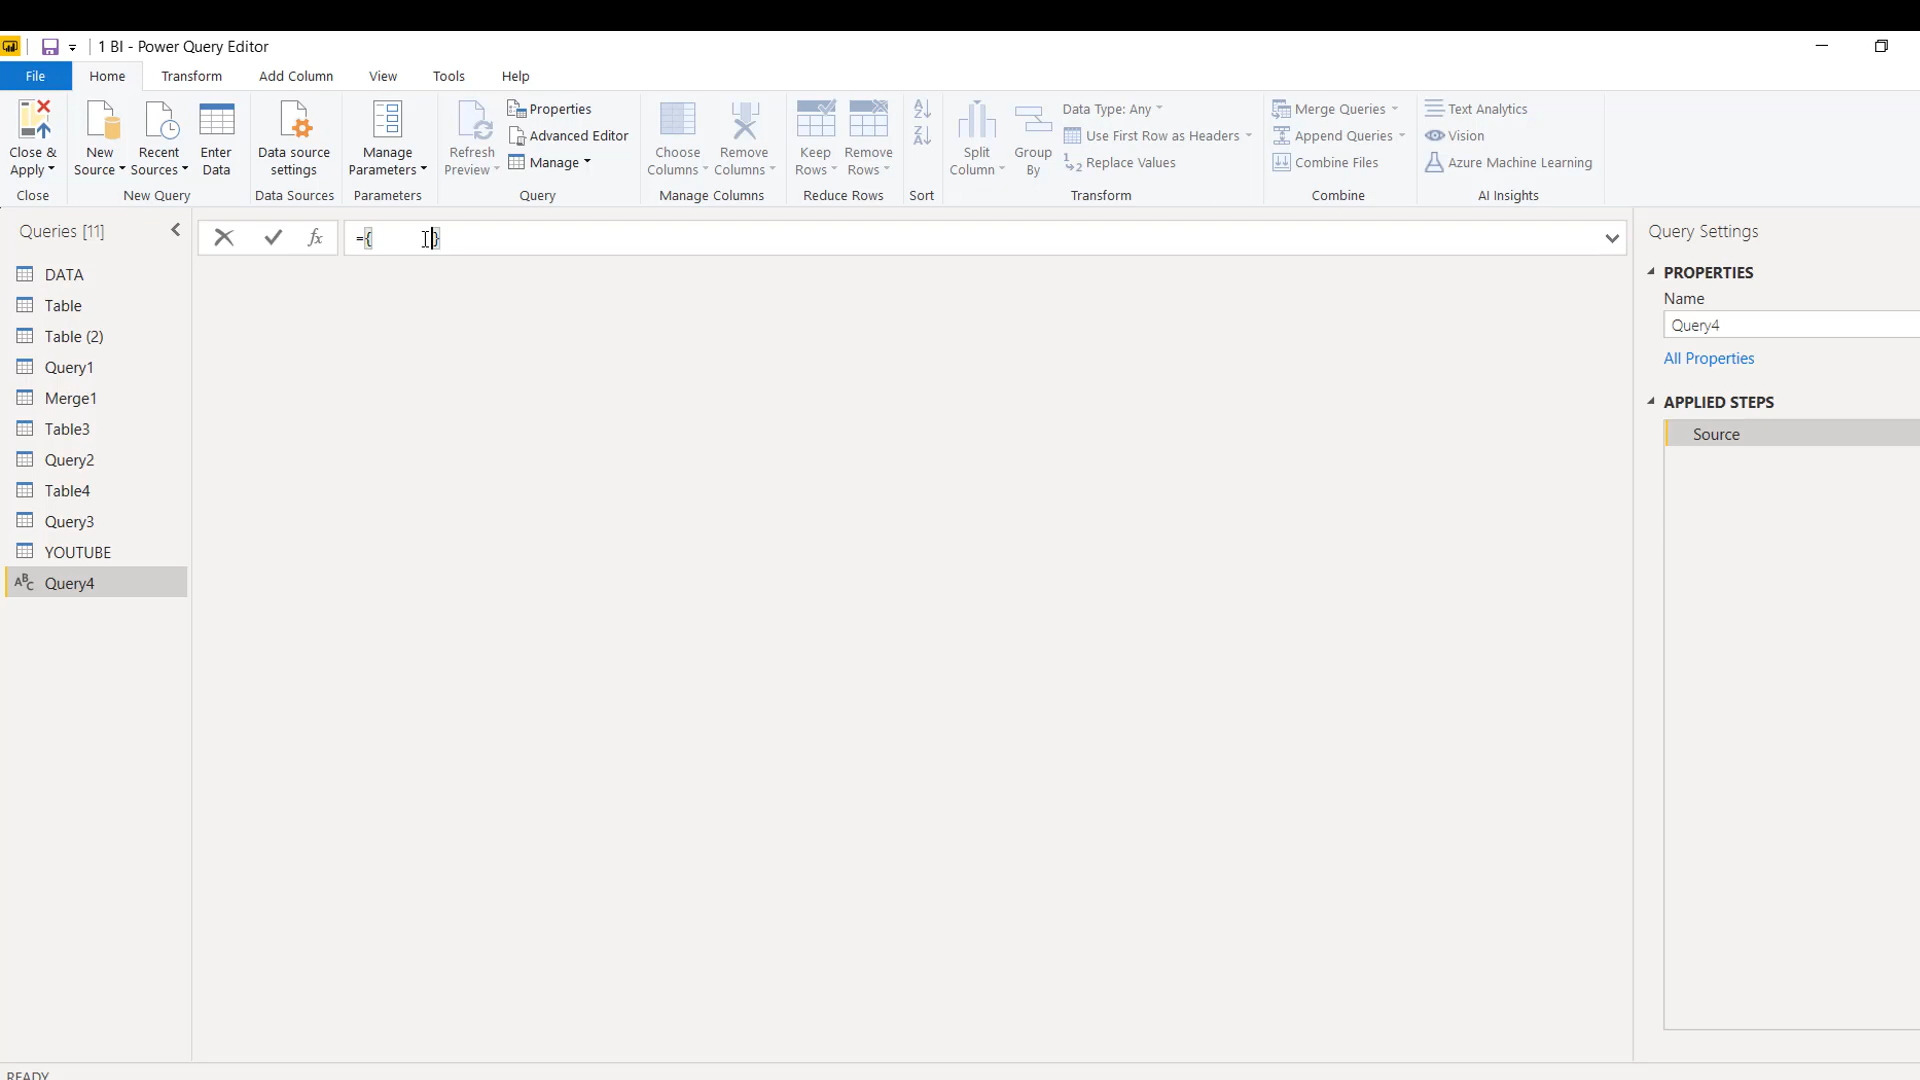 1 BI - Power Query Editor
File Home Transform Add Column View Tools Help
Close & Apply
New Source
Recent Sources
Enter Data
Data source settings
Manage Parameters
Refresh Preview
Properties
Advanced Editor
Manage
Choose Columns
Remove Columns
Keep Rows
Remove Rows
Split Column
Group By
Data Type: Any
Use First Row as Headers
Replace Values
Merge Queries
Append Queries
Combine Files
Text Analytics
Vision
Azure Machine Learning
Close New Query Data Sources Parameters Query Manage Columns Reduce Rows Sort Transform Combine AI Insights
Queries [11]
DATA
Table
Table (2)
Query1
Merge1
Table3
Query2
Table4
Query3
YOUTUBE
ABC Query4
fx ={ }
Query Settings
PROPERTIES
Name
Query4
All Properties
APPLIED STEPS
Source
READY